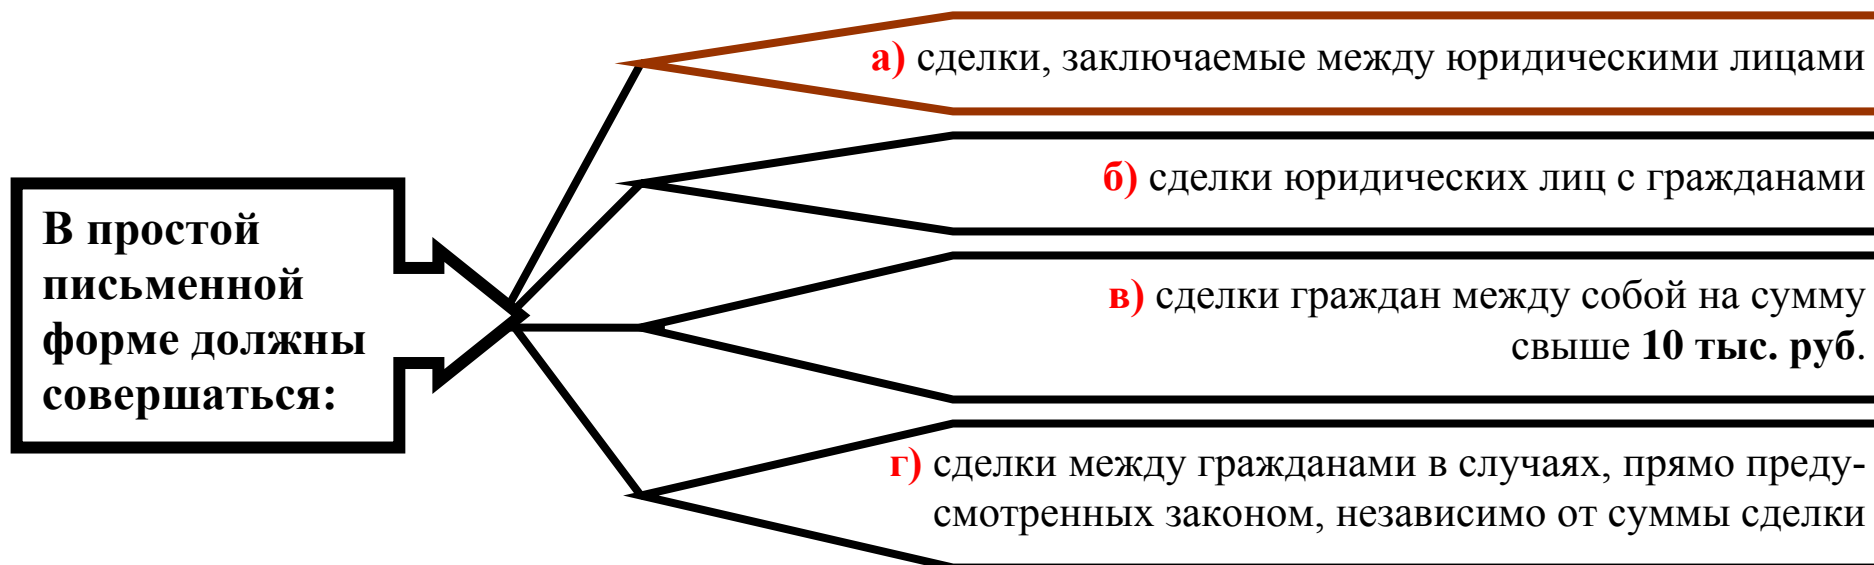 В простой
письменной
форме должны
совершаться:
а) сделки, заключаемые между юридическими лицами
б) сделки юридических лиц с гражданами
в) сделки граждан между собой на сумму
свыше 10 тыс. руб.
г) сделки между гражданами в случаях, прямо преду-
смотренных законом, независимо от суммы сделки